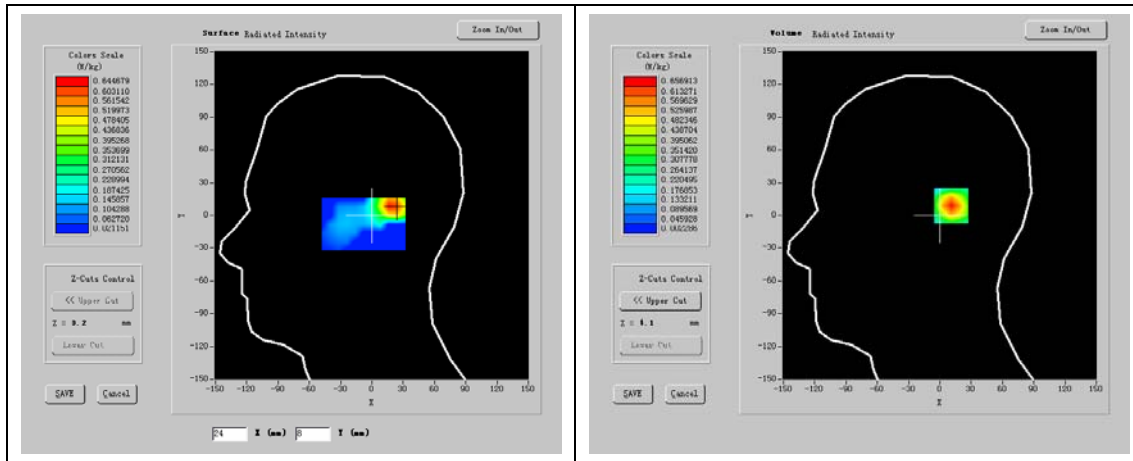 Surface Radiated Intensity
Zoom In/Out
Colors Scale
(W/kg)
0.644679
0.603110
0.561542
0.519973
0.478405
0.436836
0.395268
0.353699
0.312131
0.270562
0.228994
0.187425
0.145857
0.104288
0.062720
0.021151
150
90
60
30
0
-30
-60
-90
-120
-150
-150
-120
-90
-60
-30
0
30
60
90
120
150
Y
X
Z-Cuts Control
<< Upper Cut
mm
Lower Cut
SAVE
Cancel
24 X (mm) 8 Y (mm)
Volume Radiated Intensity
Zoom In/Out
Colors Scale
(W/kg)
0.656913
0.613271
0.569629
0.525987
0.482346
0.438704
0.395062
0.351420
0.307778
0.264137
0.220495
0.176853
0.133211
0.089569
0.045928
0.002286
150
90
60
30
0
-30
-60
-90
-120
-150
-150
-120
-90
-60
-30
0
30
60
90
120
150
Y
X
Z-Cuts Control
<< Upper Cut
mm
Lower Cut
SAVE
Cancel